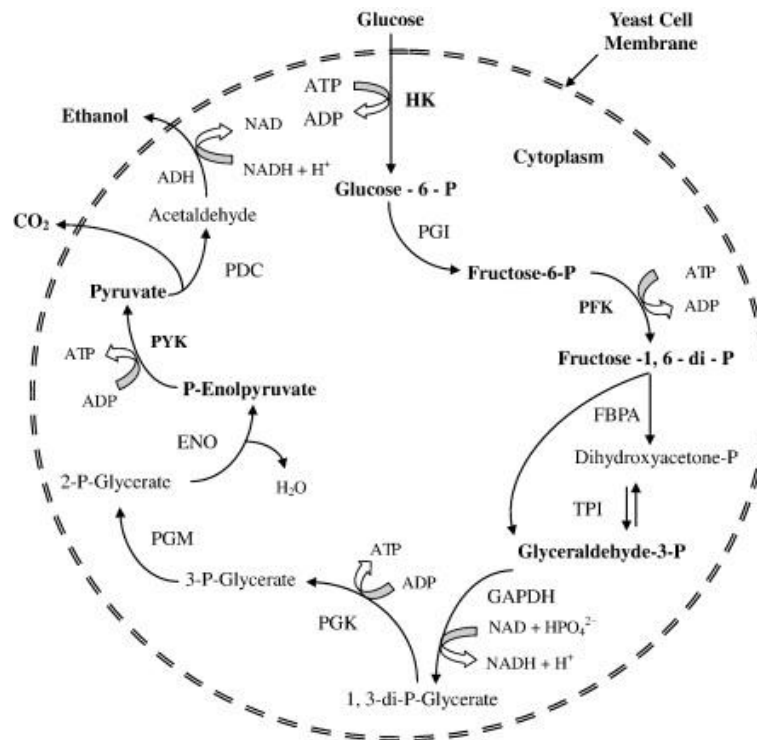 Glucose
Yeast Cell
Membrane
ATP
HK
ADP
Ethanol
NAD
NADH + H⁺
ADH
Cytoplasm
Acetaldehyde
Glucose - 6 - P
CO₂
PGI
PDC
Pyruvate
Fructose-6-P
ATP
PFK
ADP
PYK
ATP
ADP
P-Enolpyruvate
Fructose -1, 6 - di - P
FBPA
ENO
Dihydroxyacetone-P
2-P-Glycerate
H₂O
TPI
PGM
ATP
Glyceraldehyde-3-P
3-P-Glycerate
ADP
GAPDH
PGK
NAD + HPO₄²⁻
NADH + H⁺
1, 3-di-P-Glycerate